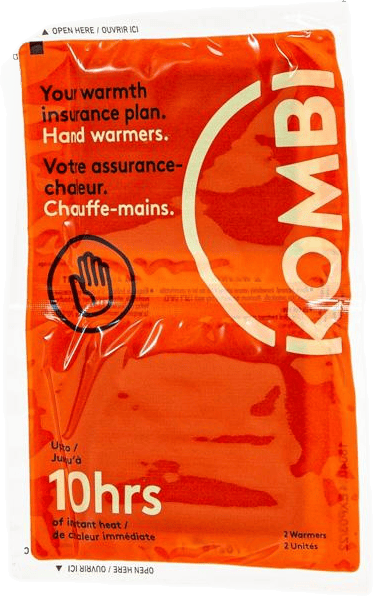 ▲ OPEN HERE / OUVRIR ICI
Your warmth
insurance plan.
Hand warmers.
Votre assurance-
chaleur.
Chauffe-mains.
KOMBI
Up to /
Jusqu'à
10hrs
of instant heat /
de chaleur immédiate
2 Warmers
2 Unités
▲ OPEN HERE / OUVRIR ICI